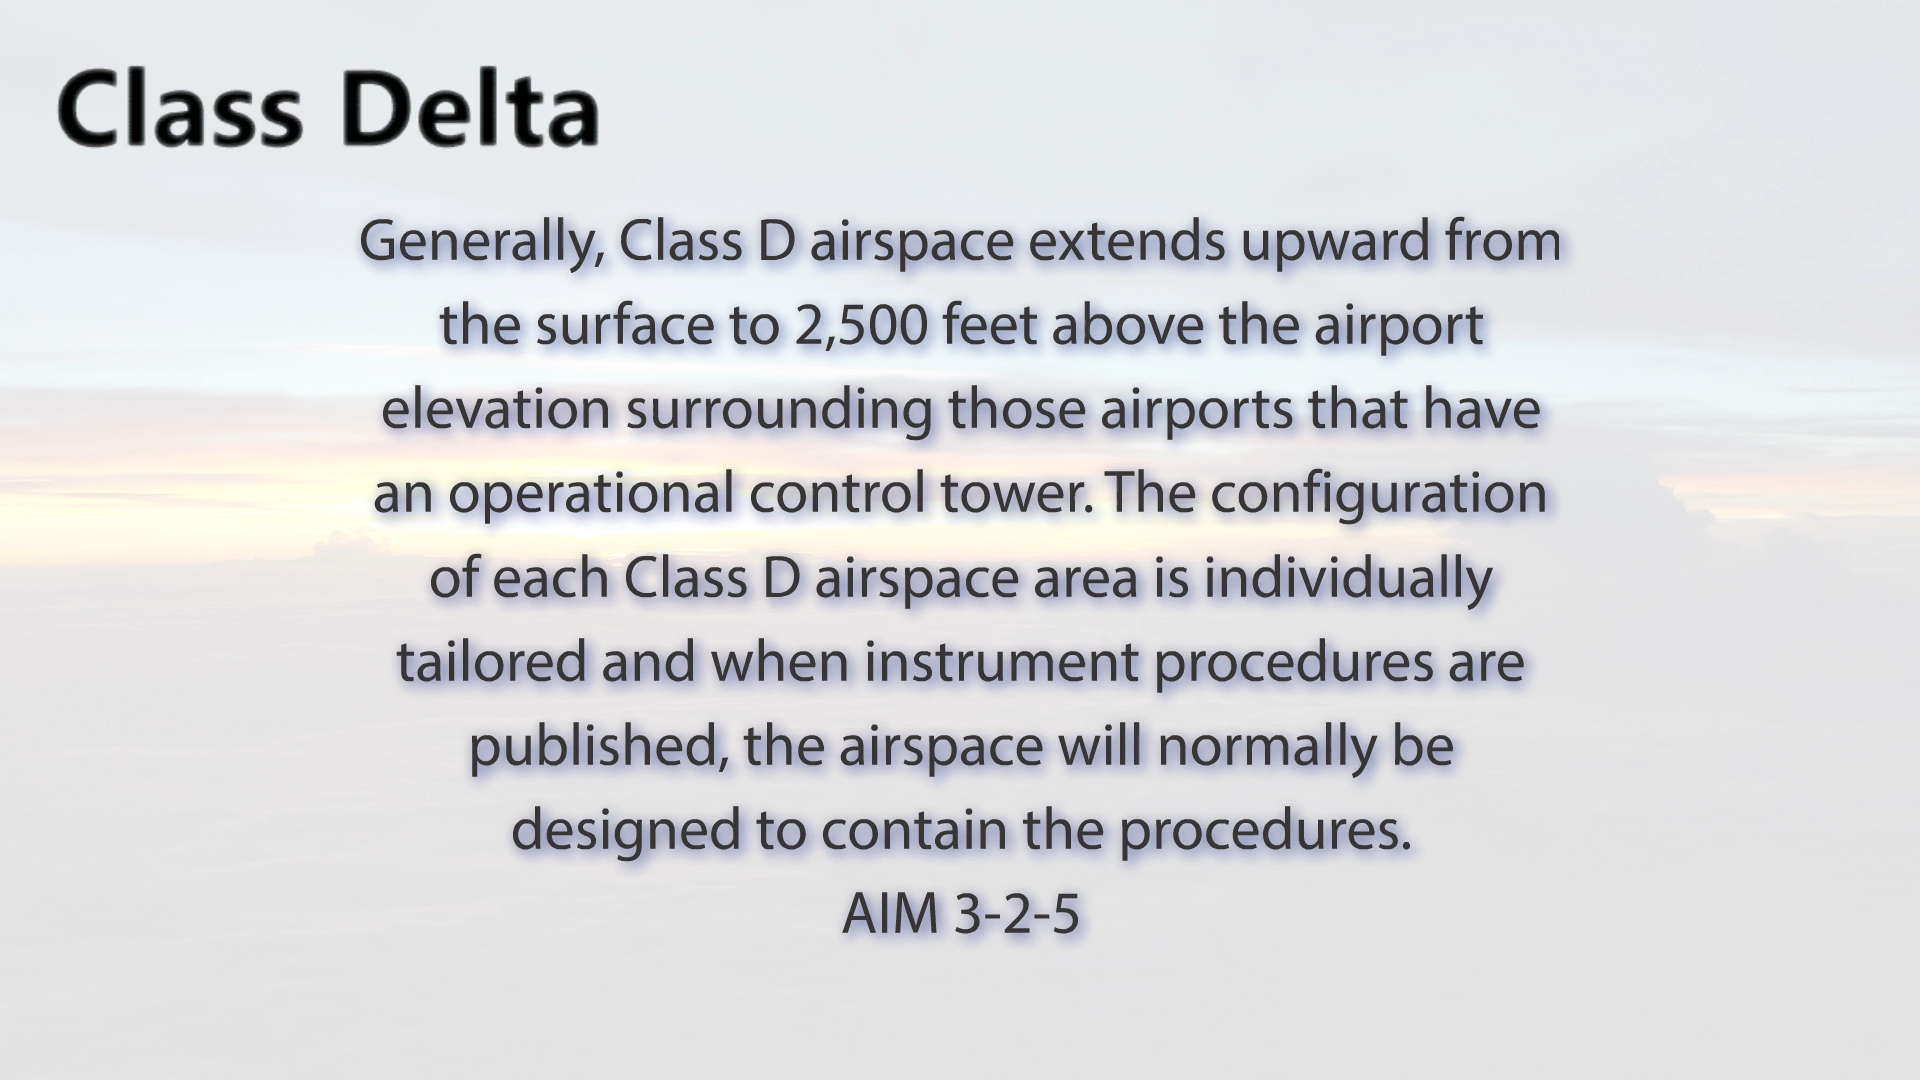 Class Delta
Generally, Class D airspace extends upward from
the surface to 2,500 feet above the airport
elevation surrounding those airports that have
an operational control tower. The configuration
of each Class D airspace area is individually
tailored and when instrument procedures are
published, the airspace will normally be
designed to contain the procedures.
AIM 3-2-5